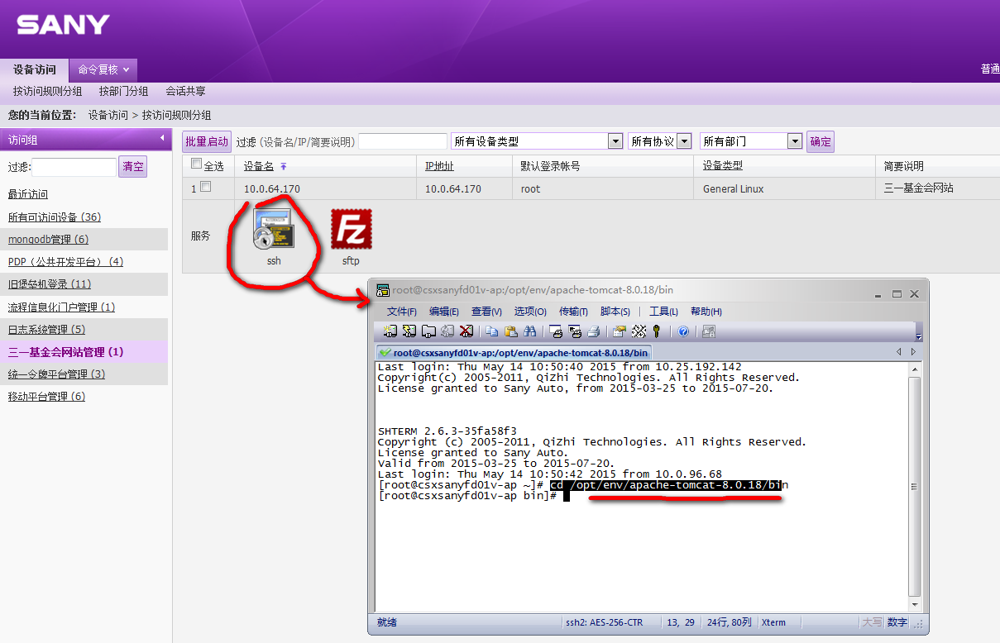 SANY
设备访问 命令复核
普通
按访问规则分组 按部门分组 会话共享
您的当前位置： 设备访问 > 按访问规则分组
访问组
过滤: 清空
最近访问
所有可访问设备 (36)
mongodb管理 (6)
PDP（公共开发平台） (4)
旧堡垒机登录 (11)
流程信息化门户管理 (1)
日志系统管理 (5)
三一基金会网站管理 (1)
统一令牌平台管理 (3)
移动平台管理 (6)
批量启动 过滤 (设备名/IP/简要说明) 所有设备类型 所有协议 所有部门 确定
全选 设备名 IP地址 默认登录帐号 设备类型 简要说明
1 10.0.64.170 10.0.64.170 root General Linux 三一基金会网站
服务
ssh sftp
root@csxsanyfd01v-ap:/opt/env/apache-tomcat-8.0.18/bin
文件(F) 编辑(E) 查看(V) 选项(O) 传输(T) 脚本(S) 工具(L) 帮助(H)
root@csxsanyfd01v-ap:/opt/env/apache-tomcat-8.0.18/bin
Last login: Thu May 14 10:50:40 2015 from 10.25.192.142
Copyright(c) 2005-2011, QiZhi Technologies. All Rights Reserved.
License granted to Sany Auto, from 2015-03-25 to 2015-07-20.
SHTERM 2.6.3-35fa58f3
Copyright (c) 2005-2011, QiZhi Technologies. All Rights Reserved.
License granted to Sany Auto.
Valid from 2015-03-25 to 2015-07-20.
Last login: Thu May 14 10:50:42 2015 from 10.0.96.68
[root@csxsanyfd01v-ap ~]# cd /opt/env/apache-tomcat-8.0.18/bin
[root@csxsanyfd01v-ap bin]#
就绪 ssh2: AES-256-CTR 13, 29 24行, 80列 Xterm 大写 数字